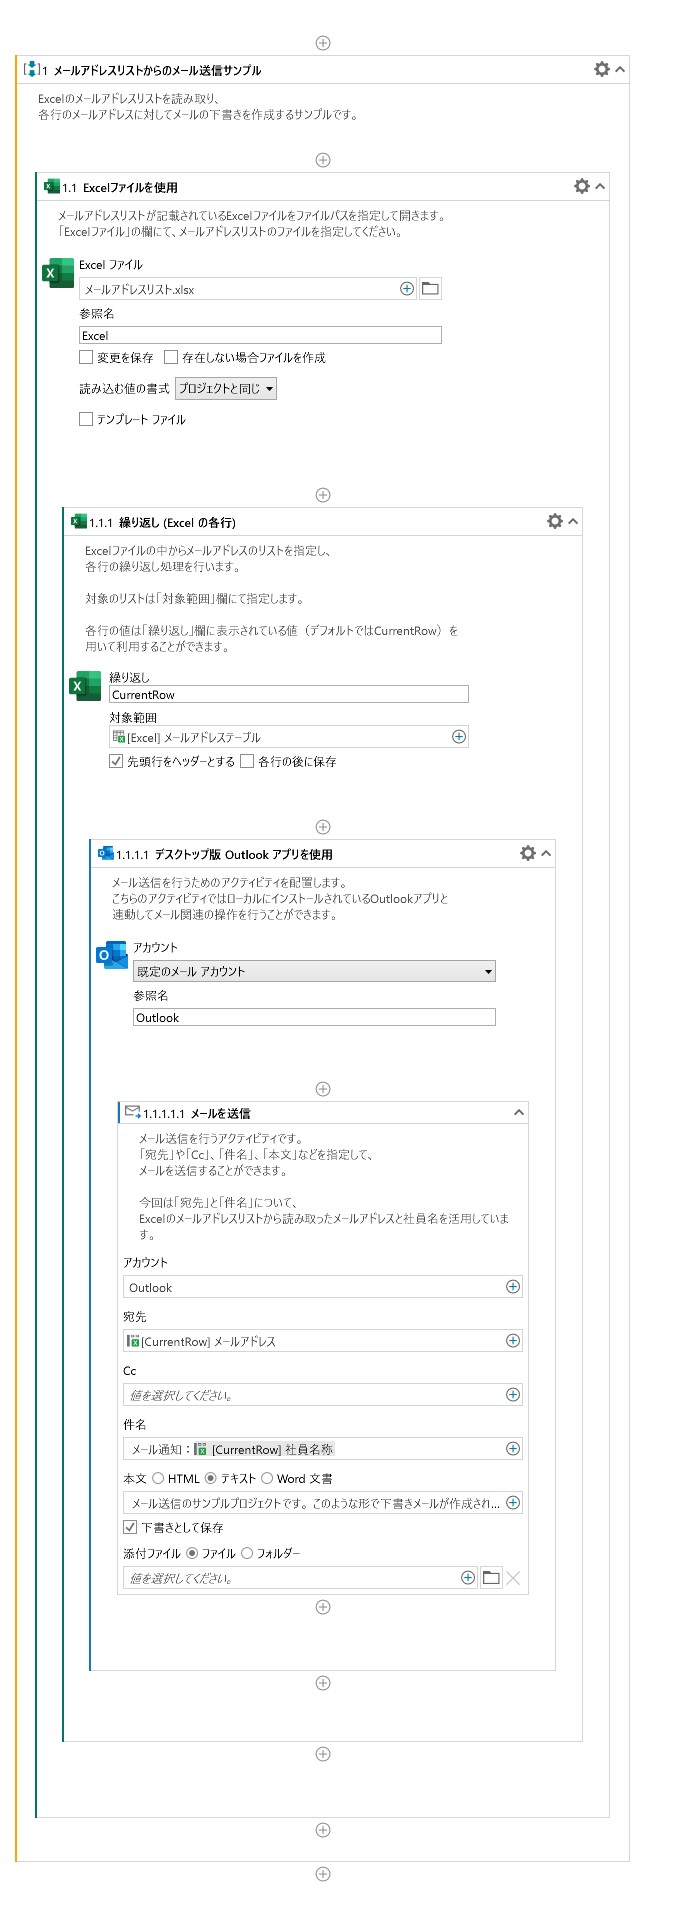 1 メールアドレスリストからのメール送信サンプル
Excelのメールアドレスリストを読み取り、
各行のメールアドレスに対してメールの下書きを作成するサンプルです。
1.1 Excelファイルを使用
メールアドレスリストが記載されているExcelファイルをファイルパスを指定して開きます。
「Excelファイル」の欄にて、メールアドレスリストのファイルを指定してください。
Excel ファイル
メールアドレスリスト.xlsx
参照名
Excel
変更を保存 存在しない場合ファイルを作成
読み込む値の書式 プロジェクトと同じ
テンプレート ファイル
1.1.1 繰り返し (Excel の各行)
Excelファイルの中からメールアドレスのリストを指定し、
各行の繰り返し処理を行います。
対象のリストは「対象範囲」欄にて指定します。
各行の値は「繰り返し」欄に表示されている値（デフォルトではCurrentRow）を
用いて利用することができます。
繰り返し
CurrentRow
対象範囲
[Excel] メールアドレステーブル
先頭行をヘッダーとする 各行の後に保存
1.1.1.1 デスクトップ版 Outlook アプリを使用
メール送信を行うためのアクティビティを配置します。
こちらのアクティビティではローカルにインストールされているOutlookアプリと
連動してメール関連の操作を行うことができます。
アカウント
既定のメール アカウント
参照名
Outlook
1.1.1.1.1 メールを送信
メール送信を行うアクティビティです。
「宛先」や「Cc」、「件名」、「本文」などを指定して、
メールを送信することができます。
今回は「宛先」と「件名」について、
Excelのメールアドレスリストから読み取ったメールアドレスと社員名を活用していま
す。
アカウント
Outlook
宛先
[CurrentRow] メールアドレス
Cc
値を選択してください。
件名
メール通知： [CurrentRow] 社員名称
本文 HTML テキスト Word 文書
メール送信のサンプルプロジェクトです。このような形で下書きメールが作成され...
下書きとして保存
添付ファイル ファイル フォルダー
値を選択してください。